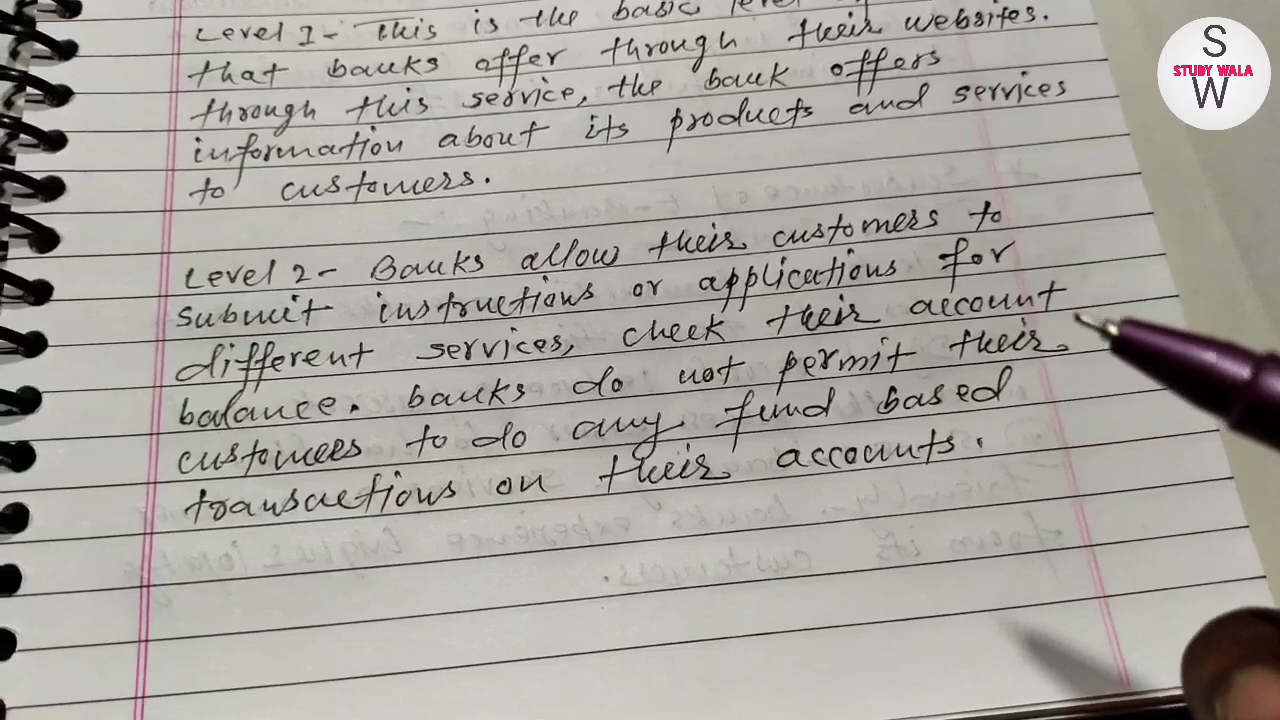 Level 1- This is the basic level
that banks offer through their websites.
through this service, the bank offers
information about its products and services
to customers.
Level 2- Banks allow their customers to
submit instructions or applications for
different services, check their account
balance. banks do not permit their
customers to do any fund based
transactions on their accounts.
S
STUDY WALA
W